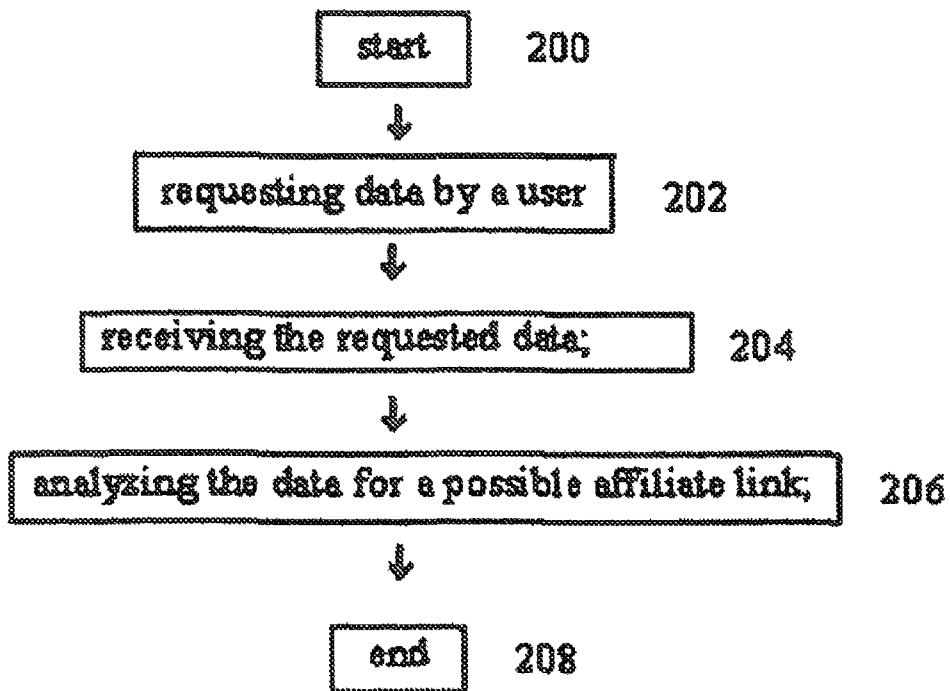 start 200
requesting data by a user 202
receiving the requested data; 204
analyzing the data for a possible affiliate link; 206
end 208